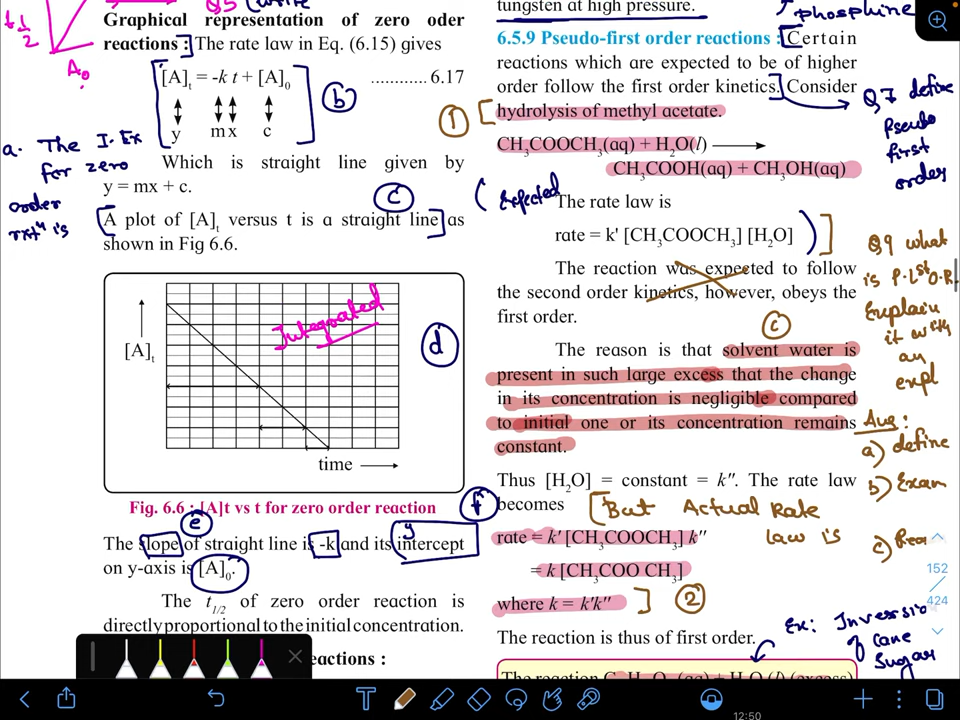 t 1/2
A₀
Q5
Graphical representation of zero oder
reactions : The rate law in Eq. (6.15) gives
[A]ₜ = -k t + [A]₀ ............ 6.17
y m x c
b
a. The I. Ex
for zero
order
rxtⁿ is
Which is straight line given by
y = mx + c.
c
A plot of [A]ₜ versus t is a straight line as
shown in Fig 6.6.
Integrated
[A]ₜ
d
time
Fig. 6.6 : [A]t vs t for zero order reaction
e
f
y
The slope of straight line is -k and its intercept
on y-axis is [A]₀.
The t₁/₂ of zero order reaction is
directly proportional to the initial concentration.
eactions :
tungsten at high pressure.
phosphine
6.5.9 Pseudo-first order reactions : Certain
reactions which are expected to be of higher
order follow the first order kinetics. Consider
1
hydrolysis of methyl acetate.
CH₃COOCH₃(aq) + H₂O(l)
CH₃COOH(aq) + CH₃OH(aq)
Expected
The rate law is
rate = k' [CH₃COOCH₃] [H₂O]
The reaction was expected to follow
the second order kinetics, however, obeys the
first order.
c
The reason is that solvent water is
present in such large excess that the change
in its concentration is negligible compared
to initial one or its concentration remains
constant.
Thus [H₂O] = constant = k". The rate law
becomes
But Actual Rate
law is
rate = k' [CH₃COOCH₃] k"
= k [CH₃COO CH₃]
where k = k'k"
2
The reaction is thus of first order.
Ex: Inversio
of Cane
Sugar
Q7 define
Pseudo
first
order
Q9 what
is P. Ist O.R.
Explain
it with
an
expl
Ans:
a) define
b) Exam
c) Rea
152
424
12:50